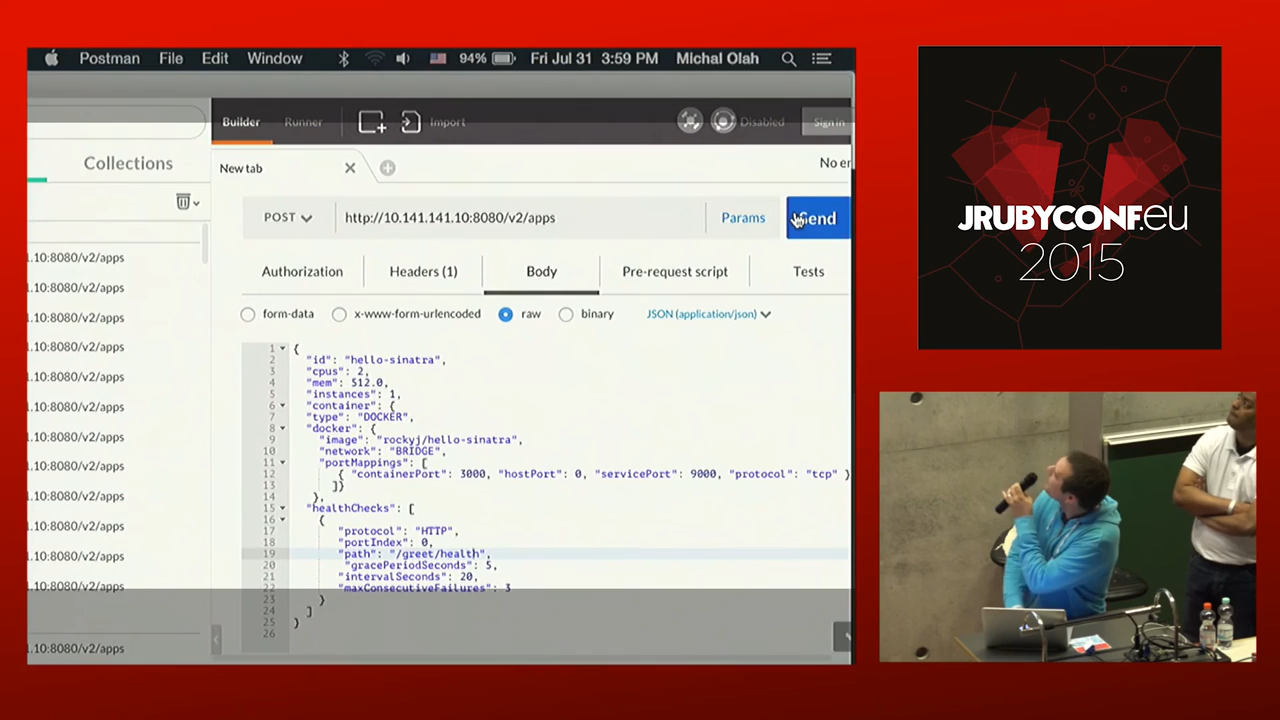 Postman File Edit Window 94% Fri Jul 31 3:59 PM Michal Olah
Builder Runner Import Disabled Sign in
Collections
New tab
No en
POST http://10.141.141.10:8080/v2/apps Params Send
Authorization Headers (1) Body Pre-request script Tests
form-data x-www-form-urlencoded raw binary JSON (application/json)
1.10:8080/v2/apps
.10:8080/v2/apps
.10:8080/v2/apps
.10:8080/v2/apps
.10:8080/v2/apps
.10:8080/v2/apps
.10:8080/v2/apps
.10:8080/v2/apps
.10:8080/v2/apps
.10:8080/v2/apps
.10:8080/v2/apps
.10:8080/v2/apps
.10:8080/v2/apps
1 {
2 "id": "hello-sinatra",
3 "cpus": 2,
4 "mem": 512.0,
5 "instances": 1,
6 "container": {
7 "type": "DOCKER",
8 "docker": {
9 "image": "rockyj/hello-sinatra",
10 "network": "BRIDGE",
11 "portMappings": [
12 { "containerPort": 3000, "hostPort": 0, "servicePort": 9000, "protocol": "tcp" }
13 ]}
14 },
15 "healthChecks": [
16 {
17 "protocol": "HTTP",
18 "portIndex": 0,
19 "path": "/greet/health",
20 "gracePeriodSeconds": 5,
21 "intervalSeconds": 20,
22 "maxConsecutiveFailures": 3
23 }
24 ]
25 }
26
JRUBYCONF.eu
2015